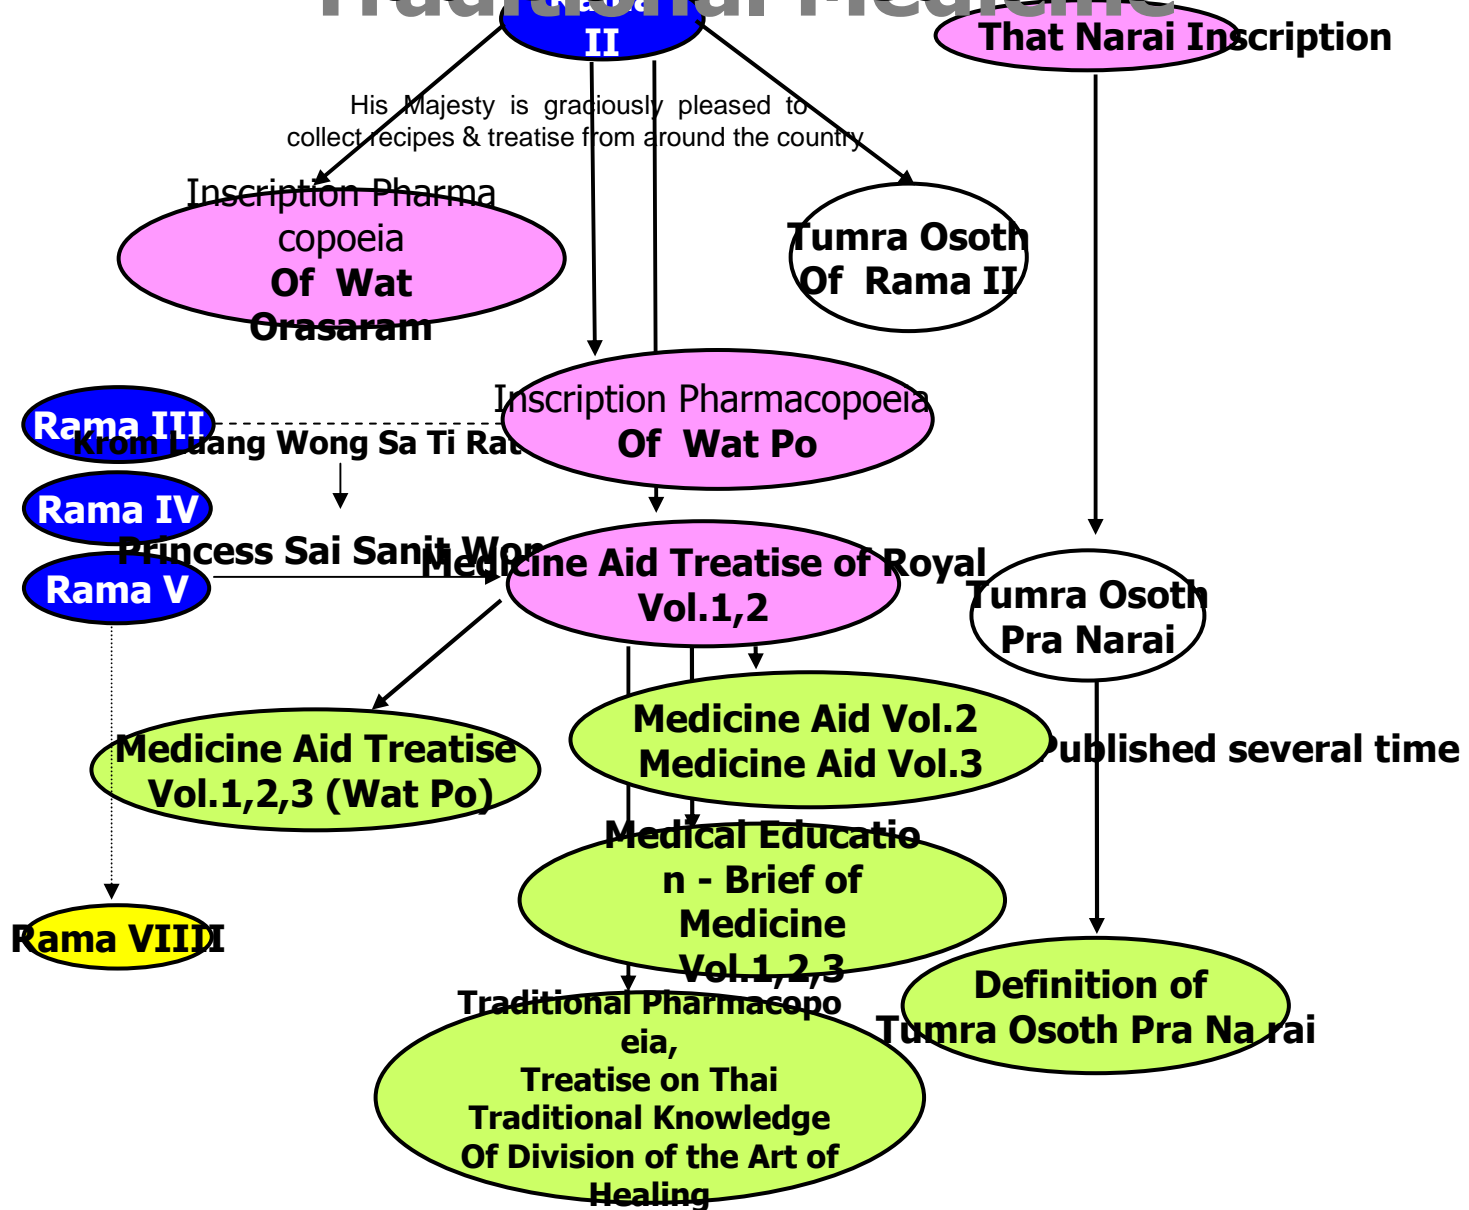 Traditional Medicine
Rama
II
That Narai Inscription
His Majesty is graciously pleased to
collect recipes & treatise from around the country
Inscription Pharma
copoeia
Of Wat
Orasaram
Tumra Osoth
Of Rama II
Inscription Pharmacopoeia
Of Wat Po
Rama III
Krom Luang Wong Sa Ti Rat
Rama IV
Princess Sai Sanit Won
Rama V
Medicine Aid Treatise of Royal
Vol.1,2
Tumra Osoth
Pra Narai
Medicine Aid Treatise
Vol.1,2,3 (Wat Po)
Medicine Aid Vol.2
Medicine Aid Vol.3
Published several time
Medical Educatio
n - Brief of
Medicine
Vol.1,2,3
Rama VIIII
Definition of
Tumra Osoth Pra Na rai
Traditional Pharmacopo
eia,
Treatise on Thai
Traditional Knowledge
Of Division of the Art of
Healing